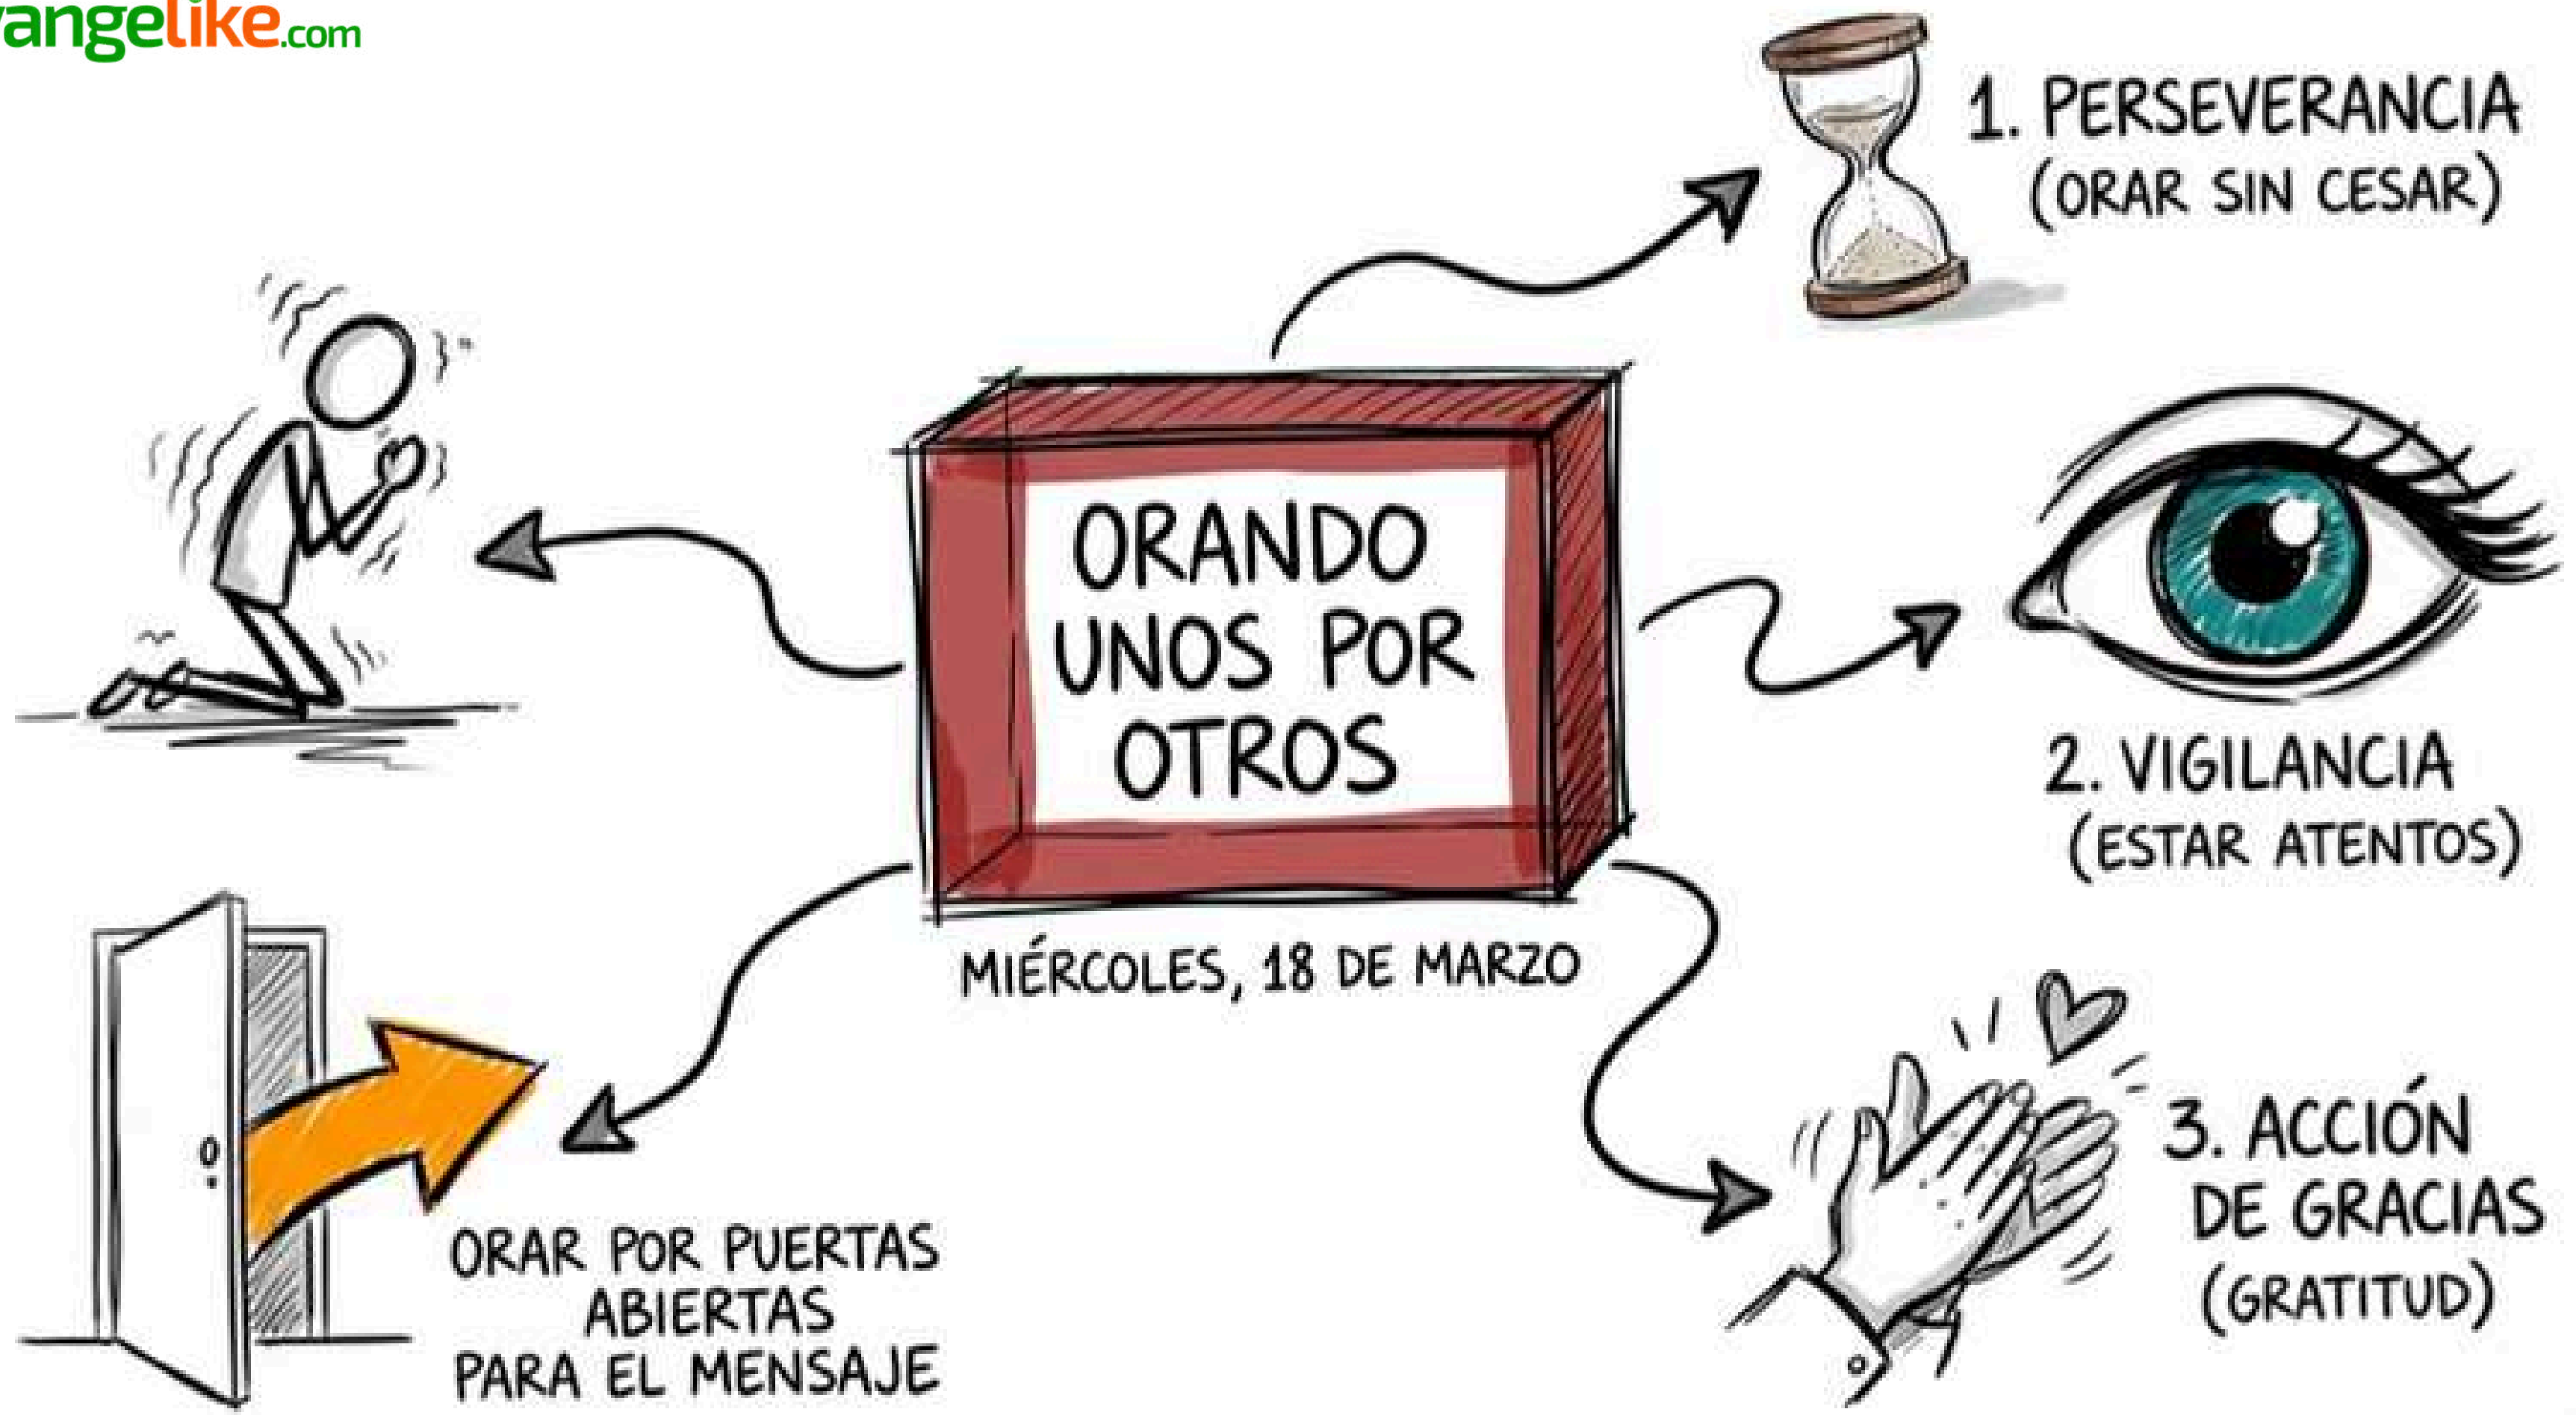 vangelike.com
1. PERSEVERANCIA
(ORAR SIN CESAR)
ORANDO
UNOS POR
OTROS
MIÉRCOLES, 18 DE MARZO
2. VIGILANCIA
(ESTAR ATENTOS)
3. ACCIÓN
DE GRACIAS
(GRATITUD)
ORAR POR PUERTAS
ABIERTAS
PARA EL MENSAJE